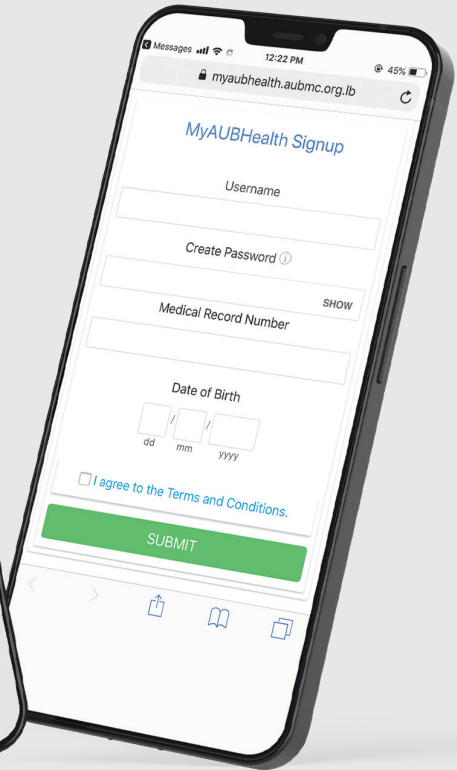 Messages 12:22 PM 45%
myaubhealth.aubmc.org.lb
MyAUBHealth Signup
Username
Create Password
SHOW
Medical Record Number
Date of Birth
/ /
dd mm yyyy
I agree to the Terms and Conditions.
SUBMIT